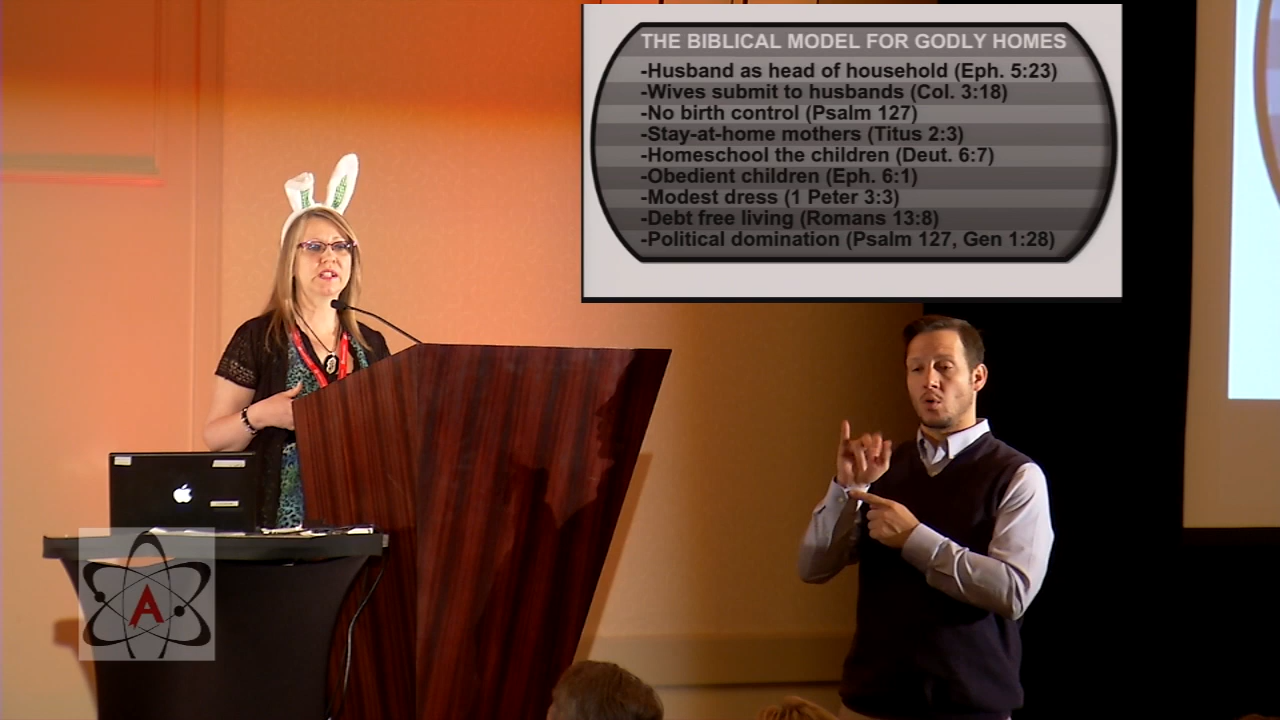 THE BIBLICAL MODEL FOR GODLY HOMES
-Husband as head of household (Eph. 5:23)
-Wives submit to husbands (Col. 3:18)
-No birth control (Psalm 127)
-Stay-at-home mothers (Titus 2:3)
-Homeschool the children (Deut. 6:7)
-Obedient children (Eph. 6:1)
-Modest dress (1 Peter 3:3)
-Debt free living (Romans 13:8)
-Political domination (Psalm 127, Gen 1:28)
A